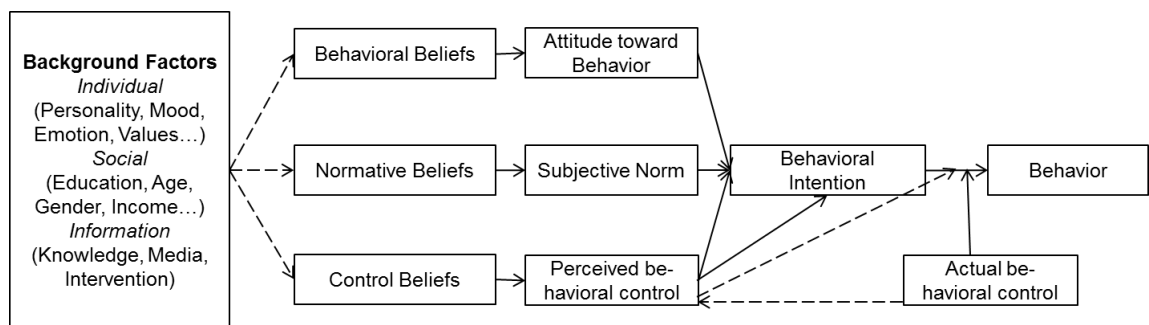 Background Factors
Individual
(Personality, Mood,
Emotion, Values…)
Social
(Education, Age,
Gender, Income…)
Information
(Knowledge, Media,
Intervention)
Behavioral Beliefs
Attitude toward
Behavior
Normative Beliefs
Subjective Norm
Behavioral
Intention
Behavior
Control Beliefs
Perceived be-
havioral control
Actual be-
havioral control